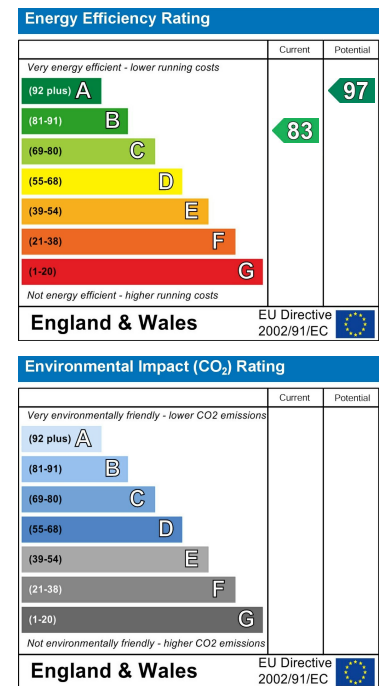 Energy Efficiency Rating
Current Potential
Very energy efficient - lower running costs
(92 plus) A 97
(81-91) B 83
(69-80) C
(55-68) D
(39-54) E
(21-38) F
(1-20) G
Not energy efficient - higher running costs
England & Wales EU Directive 2002/91/EC
Environmental Impact (CO₂) Rating
Current Potential
Very environmentally friendly - lower CO2 emissions
(92 plus) A
(81-91) B
(69-80) C
(55-68) D
(39-54) E
(21-38) F
(1-20) G
Not environmentally friendly - higher CO2 emissions
England & Wales EU Directive 2002/91/EC